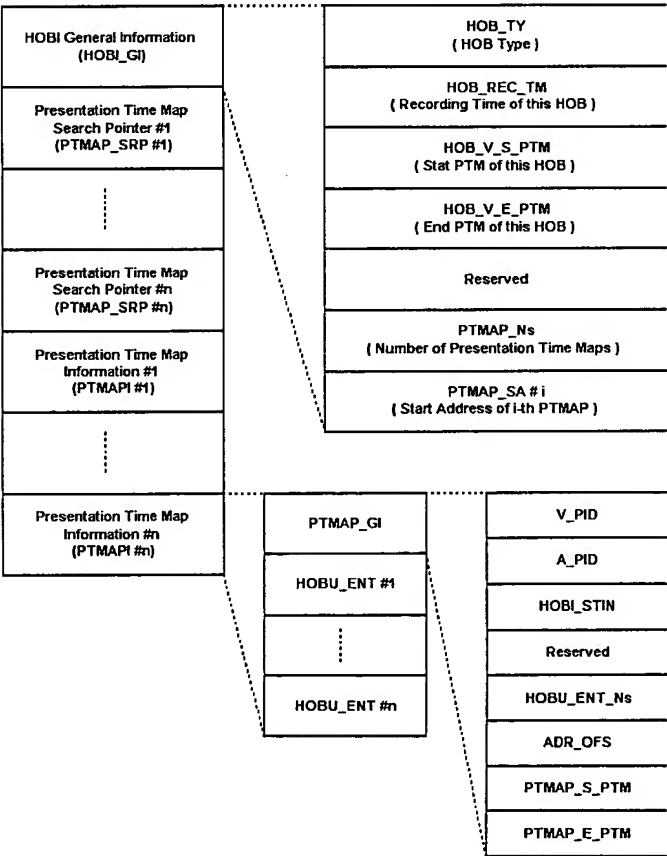 HOBI General Information
(HOBI_GI)
Presentation Time Map
Search Pointer #1
(PTMAP_SRP #1)
Presentation Time Map
Search Pointer #n
(PTMAP_SRP #n)
Presentation Time Map
Information #1
(PTMAPI #1)
Presentation Time Map
Information #n
(PTMAPI #n)
HOB_TY
( HOB Type )
HOB_REC_TM
( Recording Time of this HOB )
HOB_V_S_PTM
( Stat PTM of this HOB )
HOB_V_E_PTM
( End PTM of this HOB )
Reserved
PTMAP_Ns
( Number of Presentation Time Maps )
PTMAP_SA # i
( Start Address of i-th PTMAP )
PTMAP_GI
HOBU_ENT #1
HOBU_ENT #n
V_PID
A_PID
HOBI_STIN
Reserved
HOBU_ENT_Ns
ADR_OFS
PTMAP_S_PTM
PTMAP_E_PTM